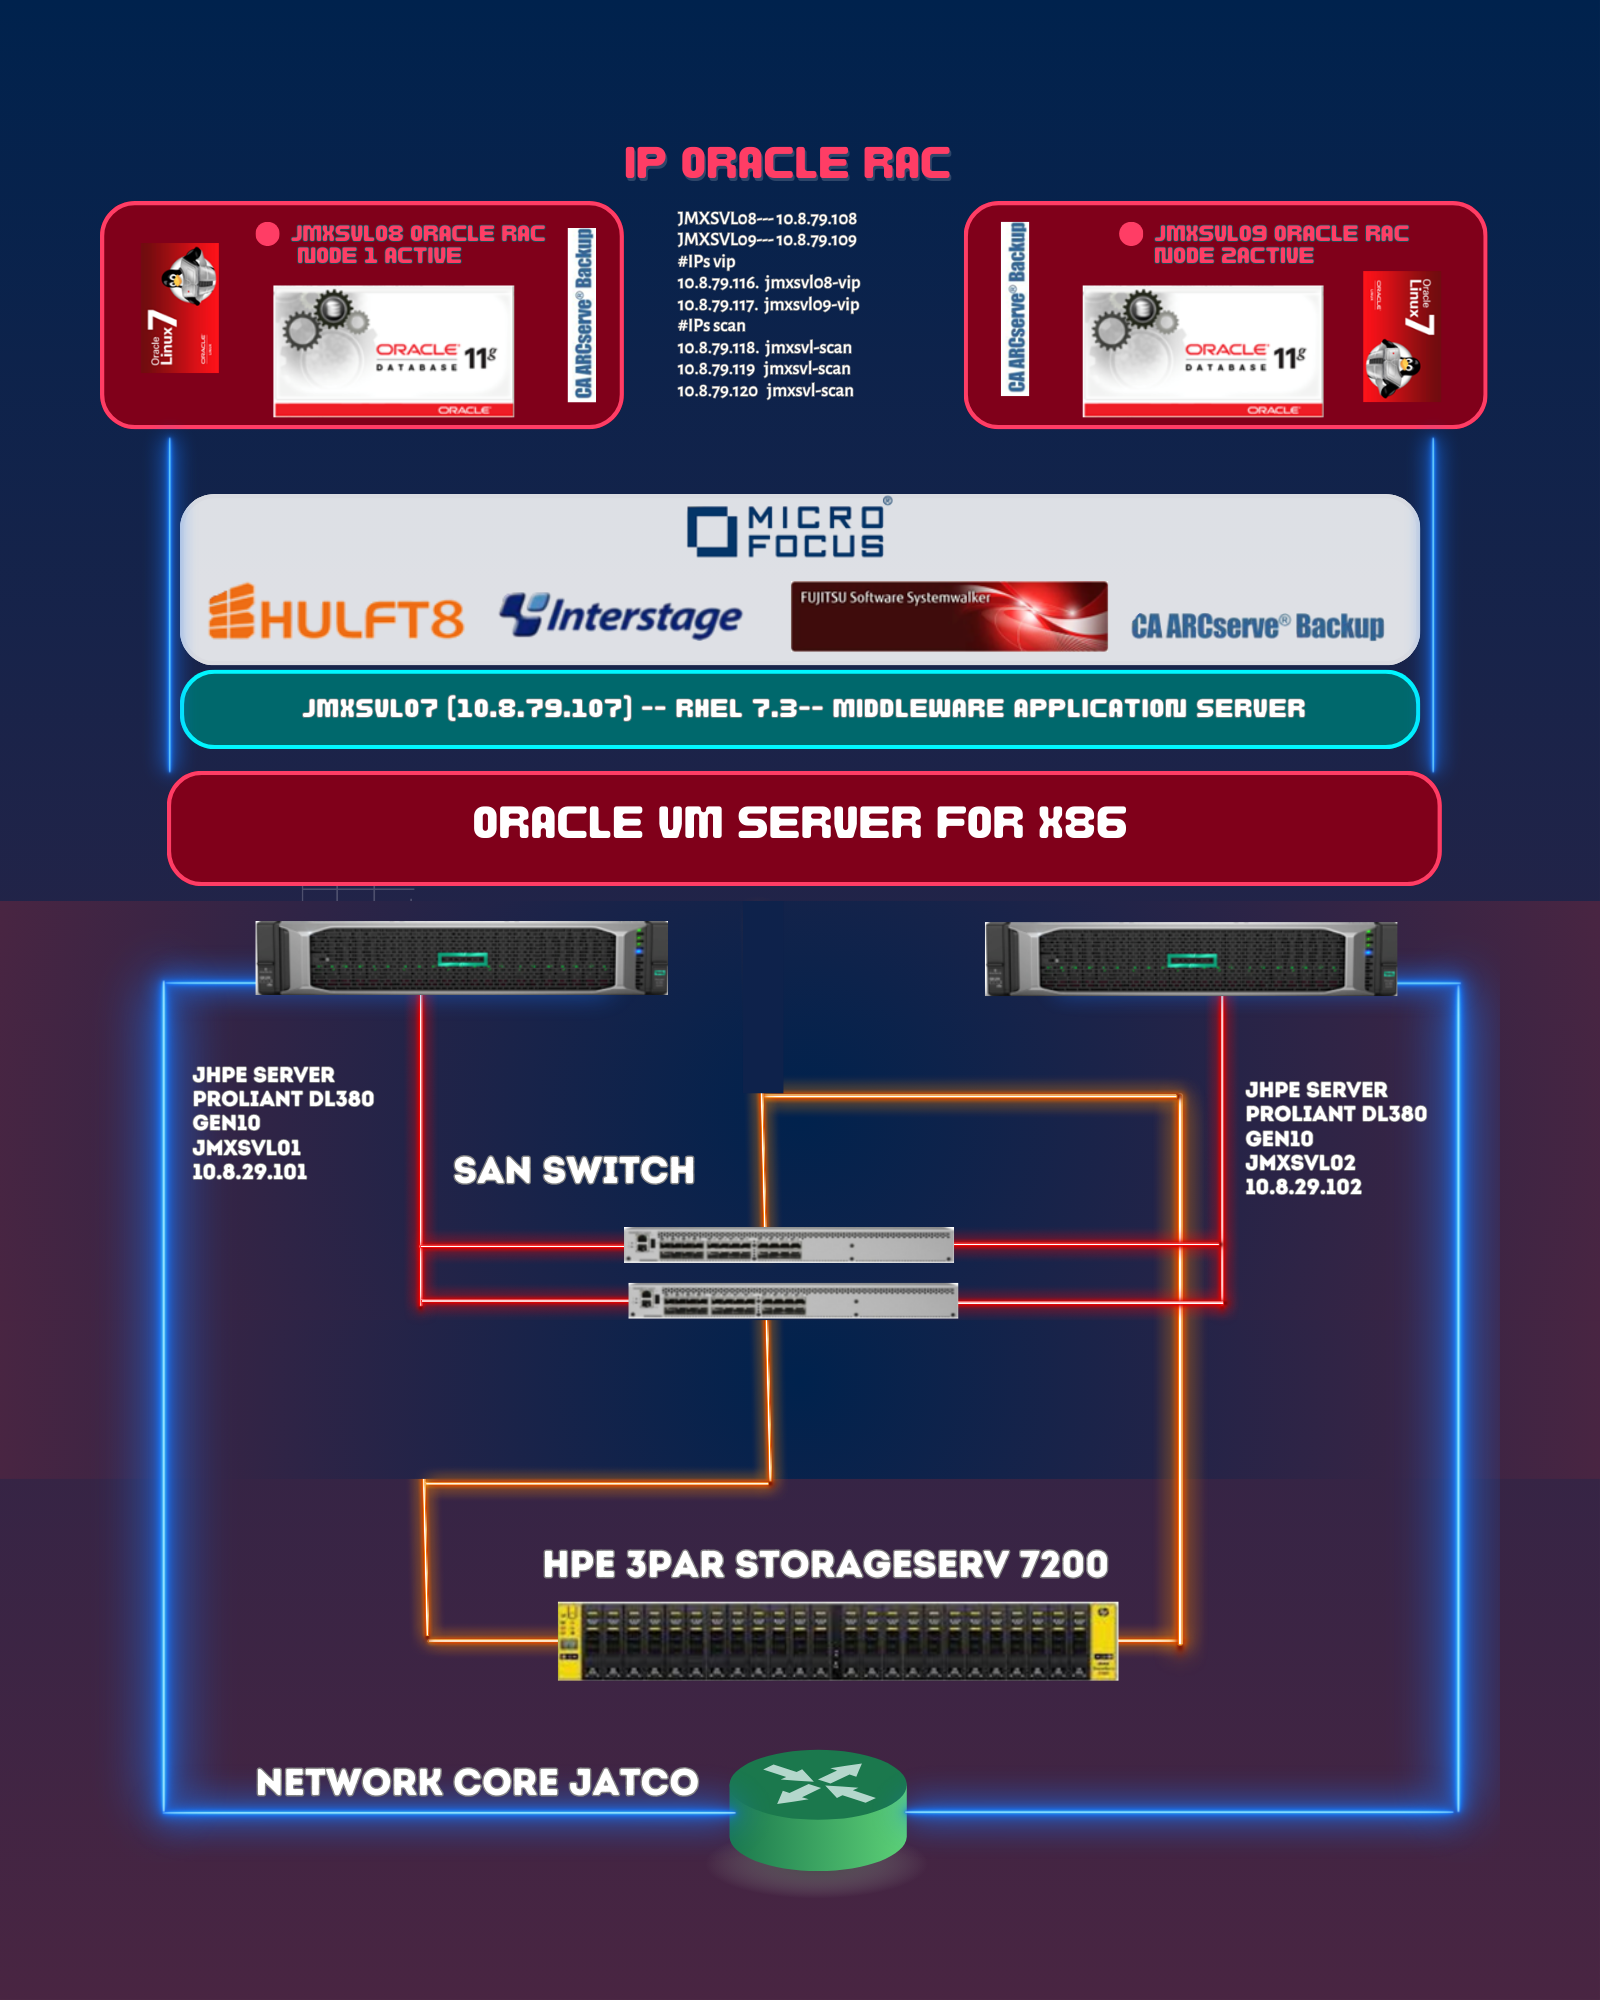 IP ORACLE RAC
JMXSVL08 ORACLE RAC
NODE 1 ACTIVE
Oracle
Linux 7
ORACLE
ORACLE
DATABASE 11g
ORACLE
CA ARCserve® Backup
JMXSVL08--- 10.8.79.108
JMXSVL09--- 10.8.79.109
#IPs vip
10.8.79.116. jmxsvl08-vip
10.8.79.117. jmxsvl09-vip
#IPs scan
10.8.79.118. jmxsvl-scan
10.8.79.119 jmxsvl-scan
10.8.79.120 jmxsvl-scan
JMXSVL09 ORACLE RAC
NODE 2ACTIVE
CA ARCserve® Backup
ORACLE
DATABASE 11g
ORACLE
Oracle
Linux 7
ORACLE
MICRO®
FOCUS
HULFT8
Interstage
FUJITSU Software Systemwalker
CA ARCserve® Backup
JMXSVL07 (10.8.79.107) -- RHEL 7.3-- MIDDLEWARE APPLICATION SERVER
ORACLE VM SERVER FOR X86
JHPE SERVER
PROLIANT DL380
GEN10
JMXSVL01
10.8.29.101
JHPE SERVER
PROLIANT DL380
GEN10
JMXSVL02
10.8.29.102
SAN SWITCH
HPE 3PAR STORAGESERV 7200
NETWORK CORE JATCO